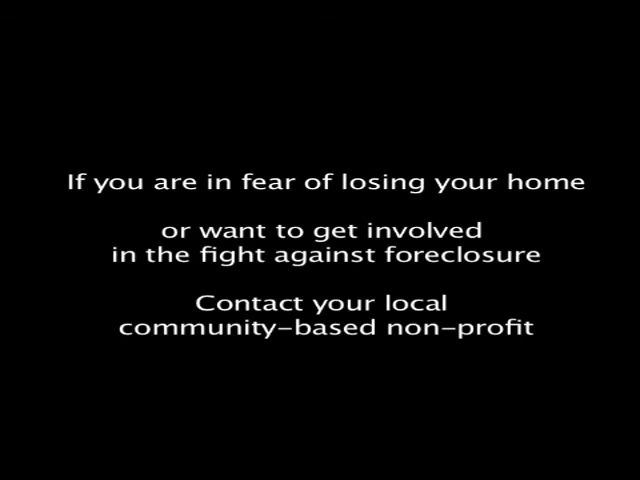 If you are in fear of losing your home
or want to get involved
in the fight against foreclosure
Contact your local
community-based non-profit